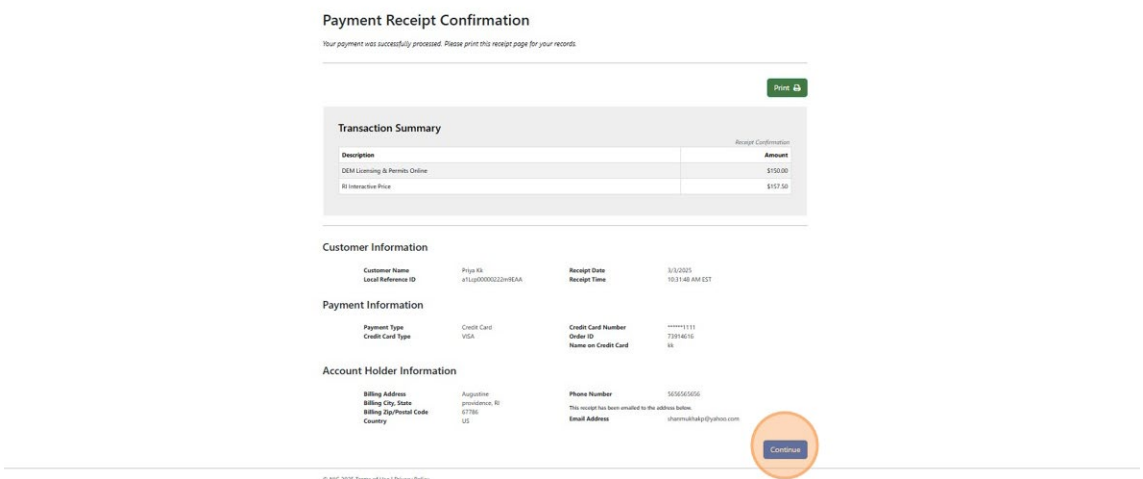 Payment Receipt Confirmation
Your payment was successfully processed. Please print this receipt page for your records.
Print
Transaction Summary
Receipt Confirmation
Description Amount
DEM Licensing & Permits Online $150.00
RI Interactive Price $157.50
Customer Information
Customer Name Priya Kk Receipt Date 3/3/2025
Local Reference ID Receipt Time 10:31:48 AM EST
Payment Information
Payment Type Credit Card Credit Card Number ******1111
Credit Card Type VISA Order ID 73914616
Name on Credit Card kk
Account Holder Information
Billing Address Augustine Phone Number 5656565656
Billing City, State providence, RI
This receipt has been emailed to the address below.
Billing Zip/Postal Code 67786
Country US Email Address shanmukhakp@yahoo.com
Continue